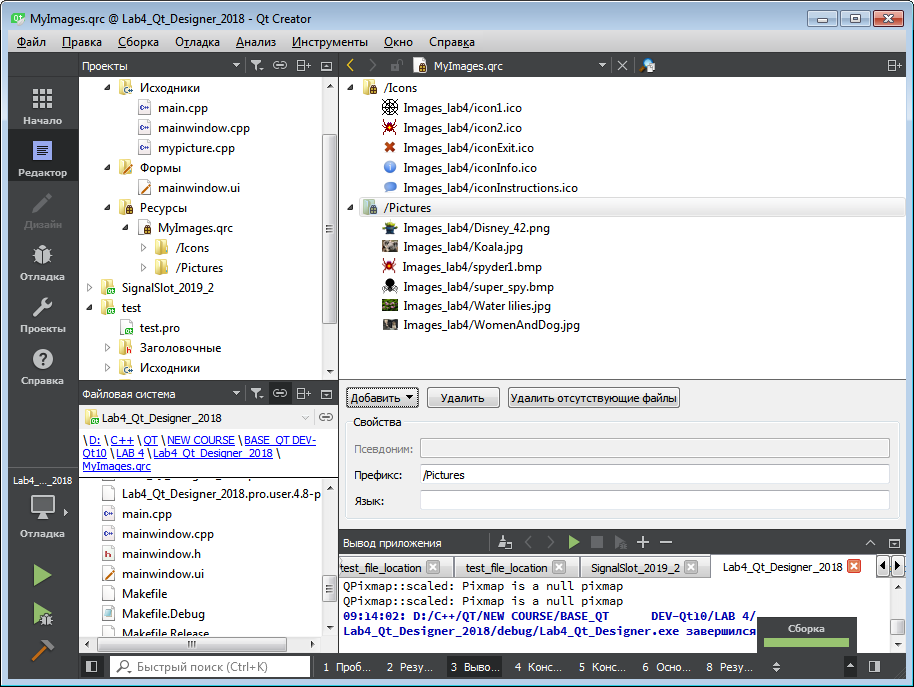 MyImages.qrc @ Lab4_Qt_Designer_2018 - Qt Creator
Файл Правка Сборка Отладка Анализ Инструменты Окно Справка
Начало
Редактор
Дизайн
Отладка
Проекты
Справка
Lab4_..._2018
Отладка
Проекты
Исходники
main.cpp
mainwindow.cpp
mypicture.cpp
Формы
mainwindow.ui
Ресурсы
MyImages.qrc
/Icons
/Pictures
SignalSlot_2019_2
test
test.pro
Заголовочные
Исходники
Файловая система
Lab4_Qt_Designer_2018
\ D: \ C++ \ QT \ NEW COURSE \ BASE_QT DEV-
Qt10 \ LAB 4 \ Lab4_Qt_Designer_2018 \
MyImages.qrc
Lab4_Qt_Designer_2018.pro.user.4.8-p
main.cpp
mainwindow.cpp
mainwindow.h
mainwindow.ui
Makefile
Makefile.Debug
Makefile.Release
MyImages.qrc
/Icons
Images_lab4/icon1.ico
Images_lab4/icon2.ico
Images_lab4/iconExit.ico
Images_lab4/iconInfo.ico
Images_lab4/iconInstructions.ico
/Pictures
Images_lab4/Disney_42.png
Images_lab4/Koala.jpg
Images_lab4/spyder1.bmp
Images_lab4/super_spy.bmp
Images_lab4/Water lilies.jpg
Images_lab4/WomenAndDog.jpg
Добавить Удалить Удалить отсутствующие файлы
Свойства
Псевдоним:
Префикс: /Pictures
Язык:
Вывод приложения
test_file_location test_file_location SignalSlot_2019_2 Lab4_Qt_Designer_2018
QPixmap::scaled: Pixmap is a null pixmap
QPixmap::scaled: Pixmap is a null pixmap
09:14:02: D:/C++/QT/NEW COURSE/BASE_QT DEV-Qt10/LAB 4/
Lab4_Qt_Designer_2018/debug/Lab4_Qt_Designer.exe завершился
Сборка
Быстрый поиск (Ctrl+K) 1 Проб... 2 Резу... 3 Выво... 4 Конс... 5 Конс... 6 Осно... 8 Резу...